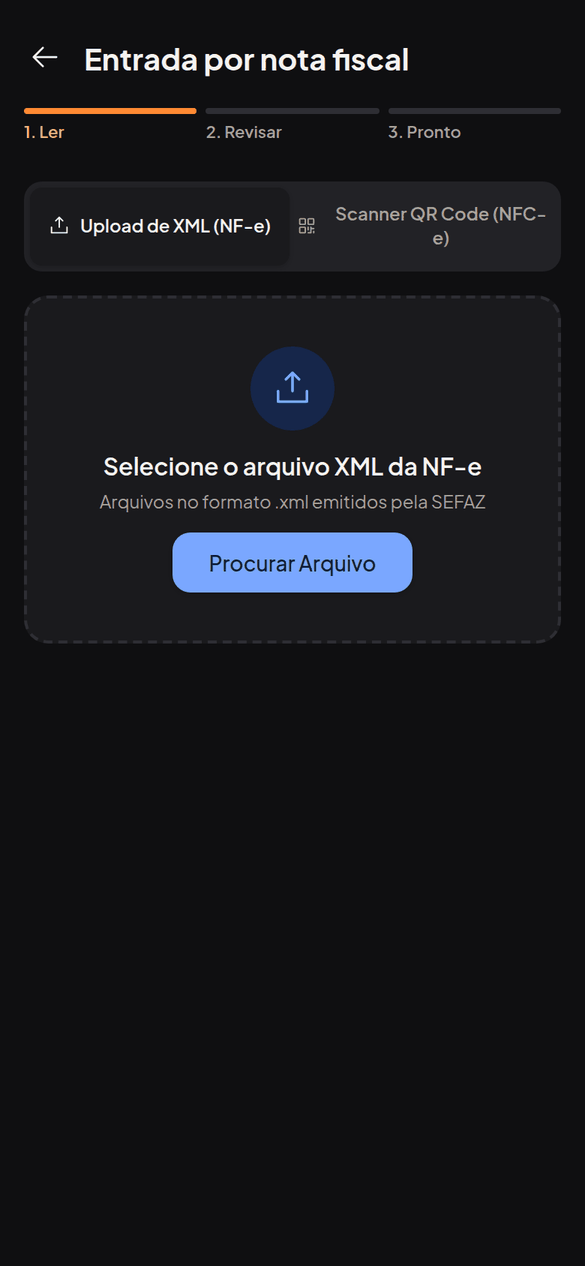 Entrada por nota fiscal
1. Ler
2. Revisar
3. Pronto
Upload de XML (NF-e)
Scanner QR Code (NFC-
e)
Selecione o arquivo XML da NF-e
Arquivos no formato .xml emitidos pela SEFAZ
Procurar Arquivo